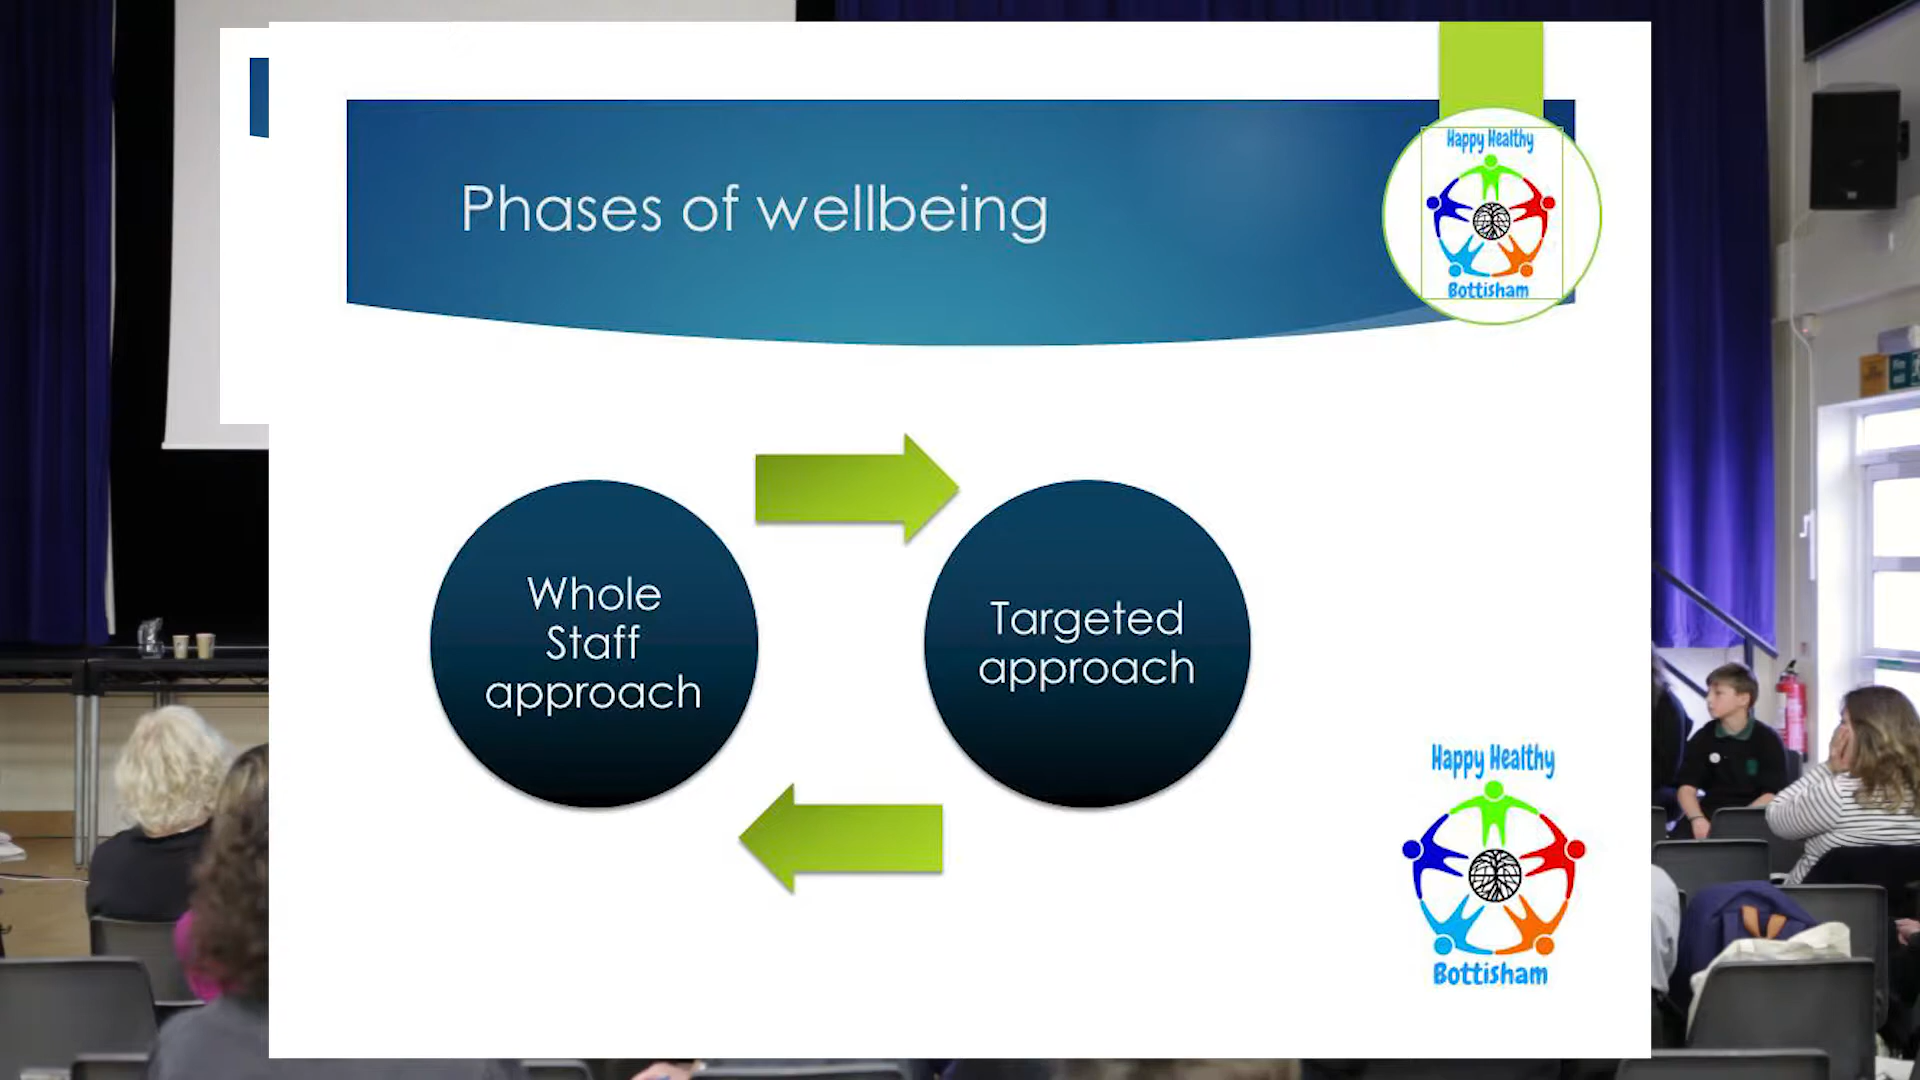 Phases of wellbeing
Happy Healthy
Bottisham
Whole
Staff
approach
Targeted
approach
Happy Healthy
Bottisham